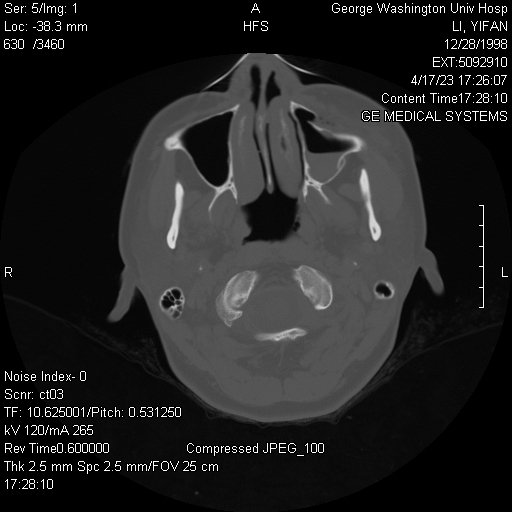 Ser: 5/Img: 1
Loc: -38.3 mm
630 /3460
A
HFS
George Washington Univ Hosp
LI, YIFAN
12/28/1998
EXT:5092910
4/17/23 17:26:07
Content Time17:28:10
GE MEDICAL SYSTEMS
R
L
Noise Index- 0
Scnr: ct03
TF: 10.625001/Pitch: 0.531250
kV 120/mA 265
Rev Time0.600000
Compressed JPEG_100
Thk 2.5 mm Spc 2.5 mm/FOV 25 cm
17:28:10